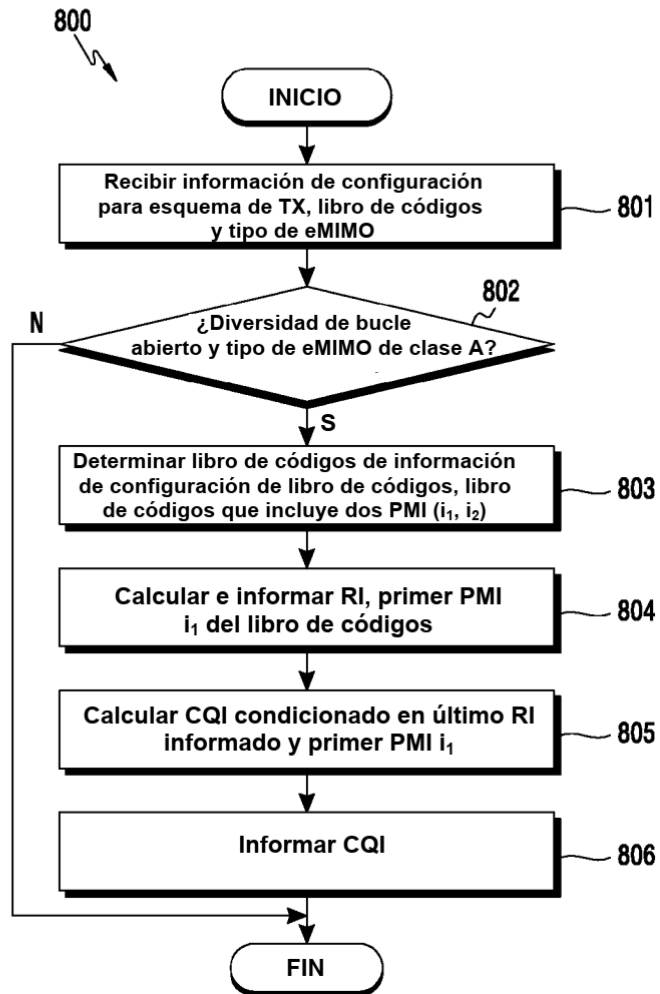 800
INICIO
Recibir información de configuración
para esquema de TX, libro de códigos
y tipo de eMIMO
801
802
N
¿Diversidad de bucle
abierto y tipo de eMIMO de clase A?
S
Determinar libro de códigos de información
de configuración de libro de códigos, libro
de códigos que incluye dos PMI (i₁, i₂)
803
Calcular e informar RI, primer PMI
i₁ del libro de códigos
804
Calcular CQI condicionado en último RI
informado y primer PMI i₁
805
Informar CQI
806
FIN